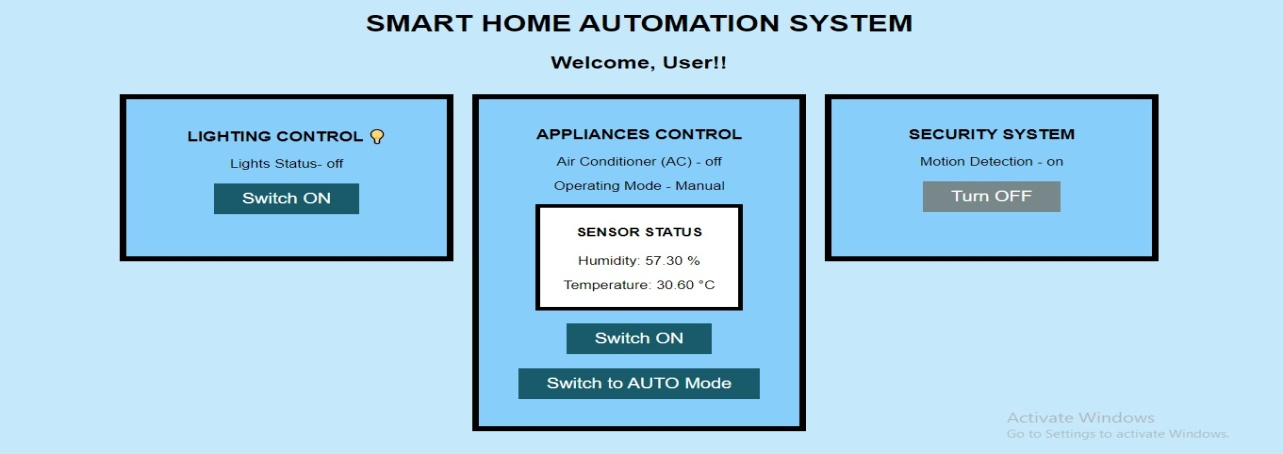 SMART HOME AUTOMATION SYSTEM
Welcome, User!!
LIGHTING CONTROL
Lights Status- off
Switch ON
APPLIANCES CONTROL
Air Conditioner (AC) - off
Operating Mode - Manual
SENSOR STATUS
Humidity: 57.30 %
Temperature: 30.60 °C
Switch ON
Switch to AUTO Mode
SECURITY SYSTEM
Motion Detection - on
Turn OFF
Activate Windows
Go to Settings to activate Windows.